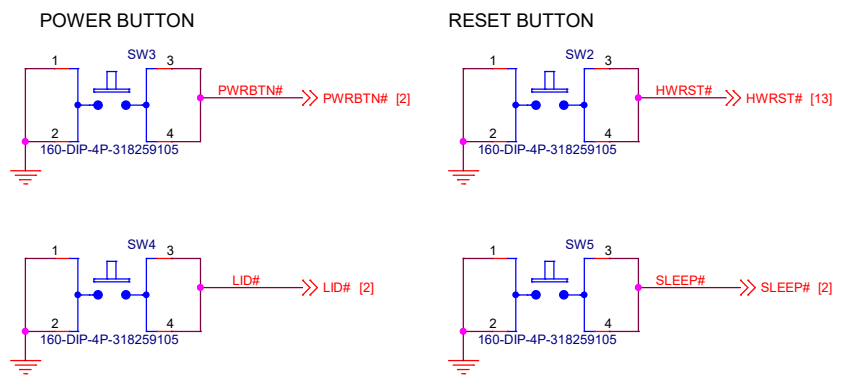 POWER BUTTON
RESET BUTTON
SW3
1
3
PWRBTN#
PWRBTN# [2]
2
4
160-DIP-4P-318259105
SW2
1
3
HWRST#
HWRST# [13]
2
4
160-DIP-4P-318259105
SW4
1
3
LID#
LID# [2]
2
4
160-DIP-4P-318259105
SW5
1
3
SLEEP#
SLEEP# [2]
2
4
160-DIP-4P-318259105